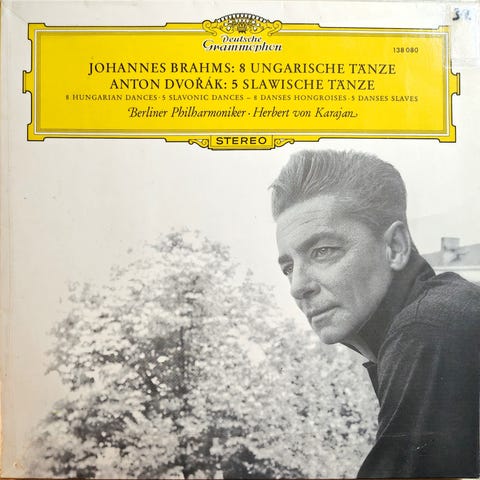 Deutsche
Grammophon
138 080
JOHANNES BRAHMS: 8 UNGARISCHE TÄNZE
ANTON DVOŘÁK: 5 SLAWISCHE TÄNZE
8 HUNGARIAN DANCES · 5 SLAVONIC DANCES – 8 DANSES HONGROISES · 5 DANSES SLAVES
Berliner Philharmoniker · Herbert von Karajan
STEREO